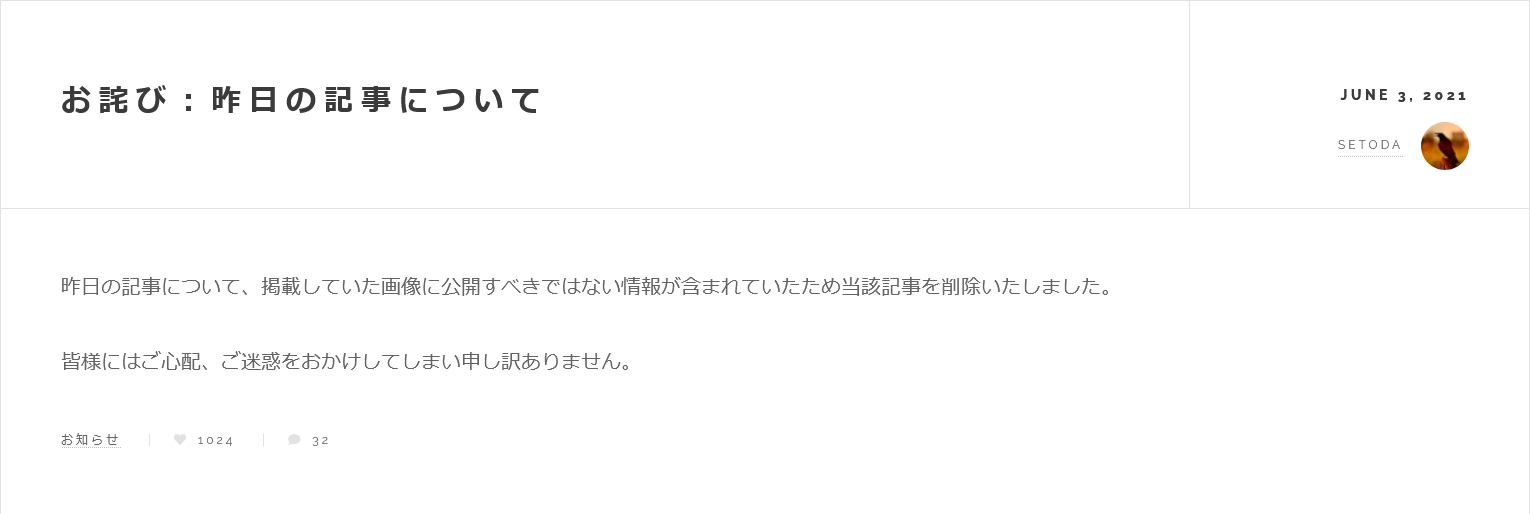 お詫び：昨日の記事について
JUNE 3, 2021
SETODA
昨日の記事について、掲載していた画像に公開すべきではない情報が含まれていたため当該記事を削除いたしました。
皆様にはご心配、ご迷惑をおかけしてしまい申し訳ありません。
お知らせ 1024 32